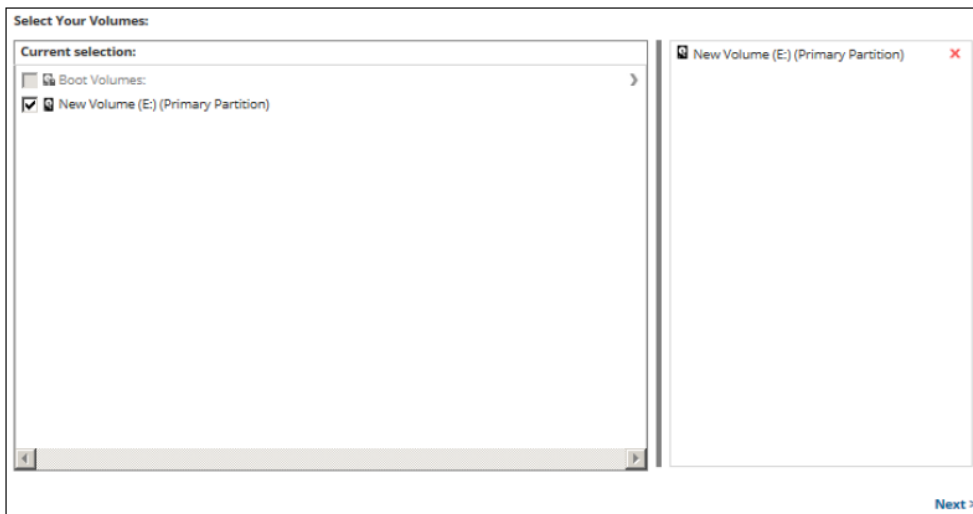 Select Your Volumes:
Current selection:
Boot Volumes:
New Volume (E:) (Primary Partition)
New Volume (E:) (Primary Partition)
Next >